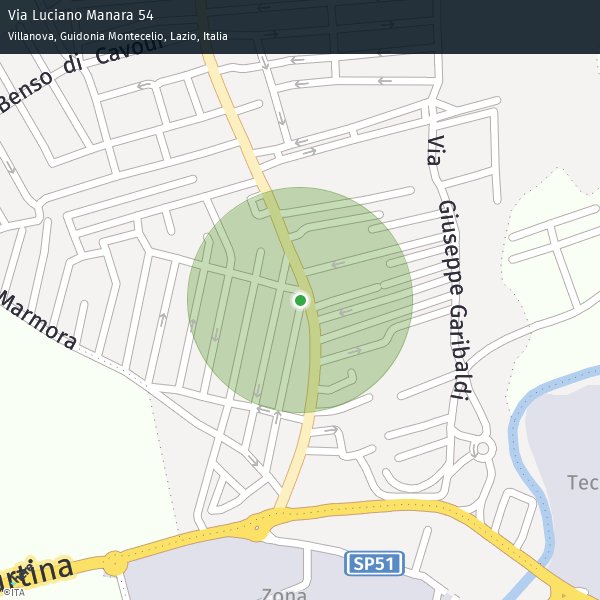 Via Luciano Manara 54
Villanova, Guidonia Montecelio, Lazio, Italia
Benso di Cavour
Via Giuseppe Garibaldi
Marmora
Tec
SP51
urtina
Zona
©ITA